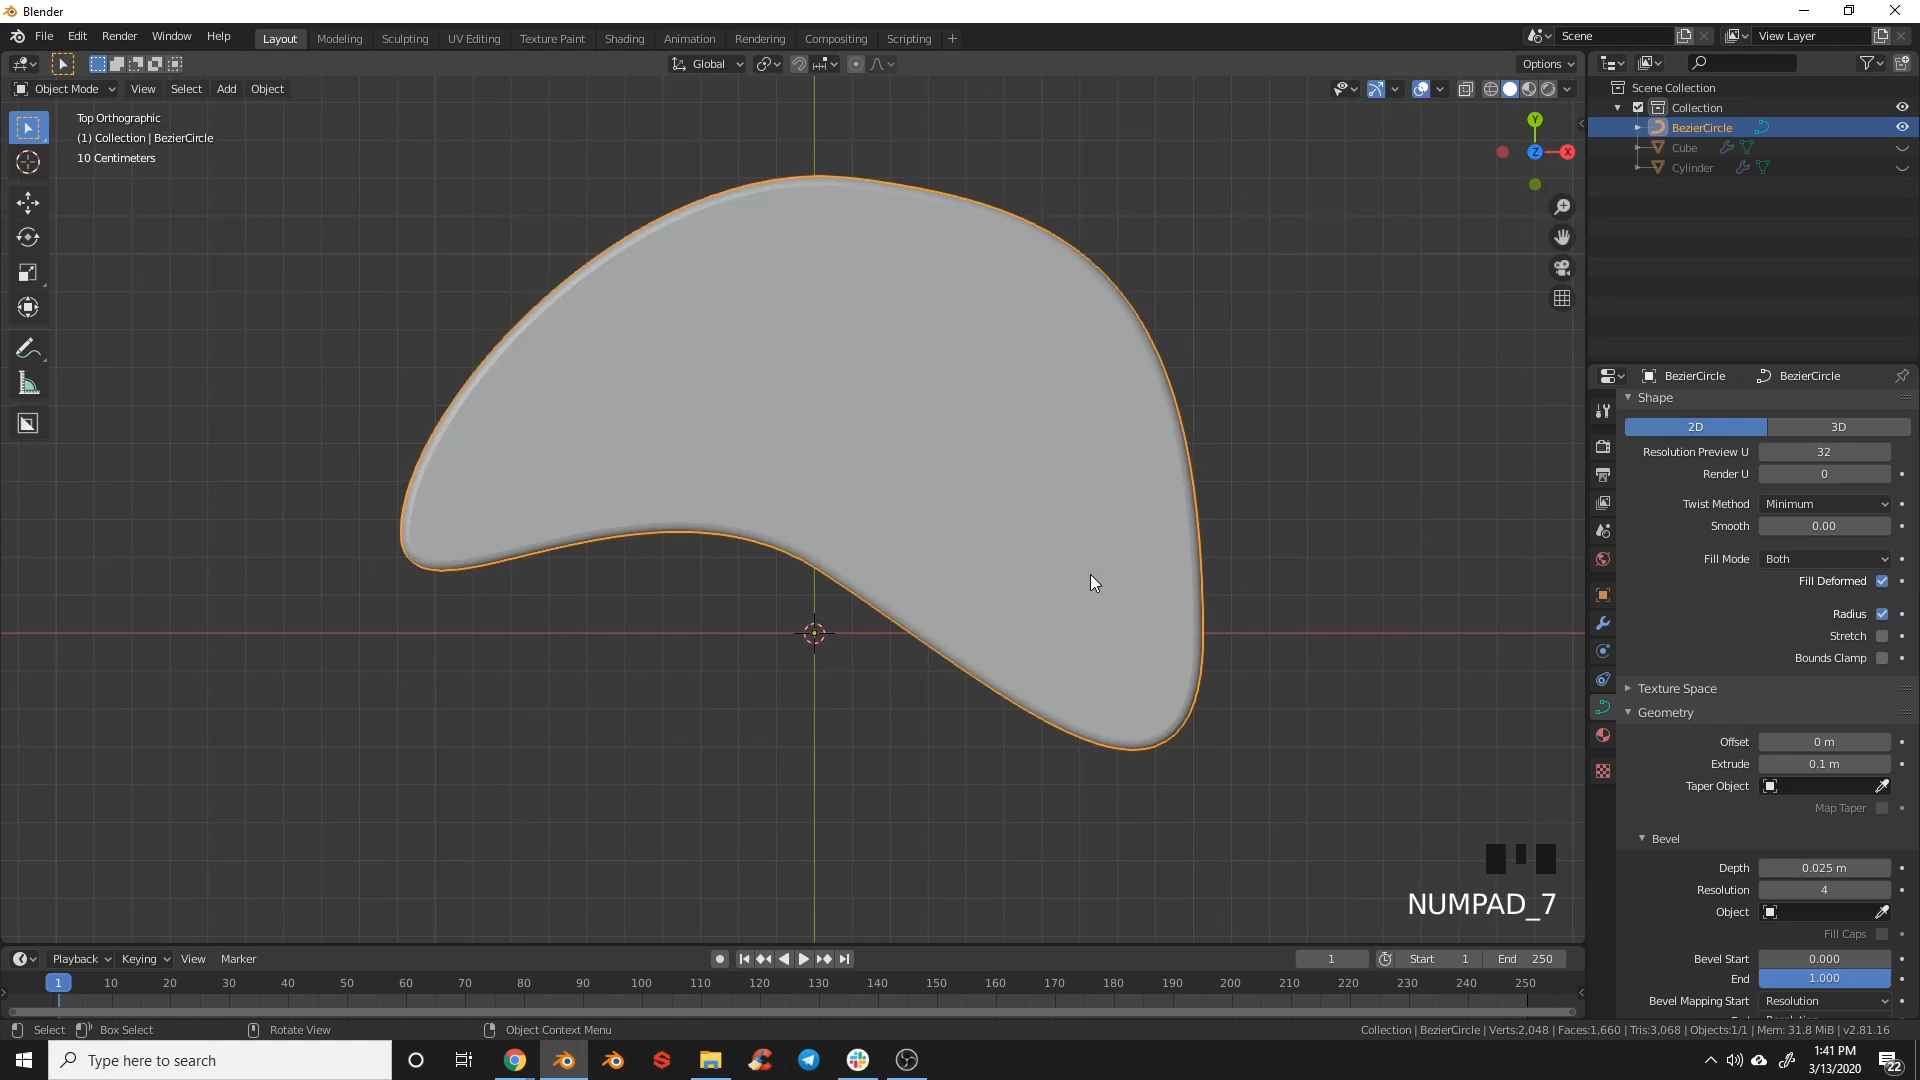 Blender
File Edit Render Window Help Layout Modeling Sculpting UV Editing Texture Paint Shading Animation Rendering Compositing Scripting + Scene View Layer
Global Options
Object Mode View Select Add Object
Top Orthographic
(1) Collection | BezierCircle
10 Centimeters
Y
Z
X
NUMPAD_7
Scene Collection
Collection
BezierCircle
Cube
Cylinder
BezierCircle BezierCircle
Shape
2D 3D
Resolution Preview U 32
Render U 0
Twist Method Minimum
Smooth 0.00
Fill Mode Both
Fill Deformed
Radius
Stretch
Bounds Clamp
Texture Space
Geometry
Offset 0 m
Extrude 0.1 m
Taper Object
Map Taper
Bevel
Depth 0.025 m
Resolution 4
Object
Fill Caps
Bevel Start 0.000
End 1.000
Bevel Mapping Start Resolution
Playback Keying View Marker 1 Start 1 End 250
1 10 20 30 40 50 60 70 80 90 100 110 120 130 140 150 160 170 180 190 200 210 220 230 240 250
Select Box Select Rotate View Object Context Menu Collection | BezierCircle | Verts:2,048 | Faces:1,660 | Tris:3,068 | Objects:1/1 | Mem: 31.8 MiB | v2.81.16
Type here to search
1:41 PM
3/13/2020
22